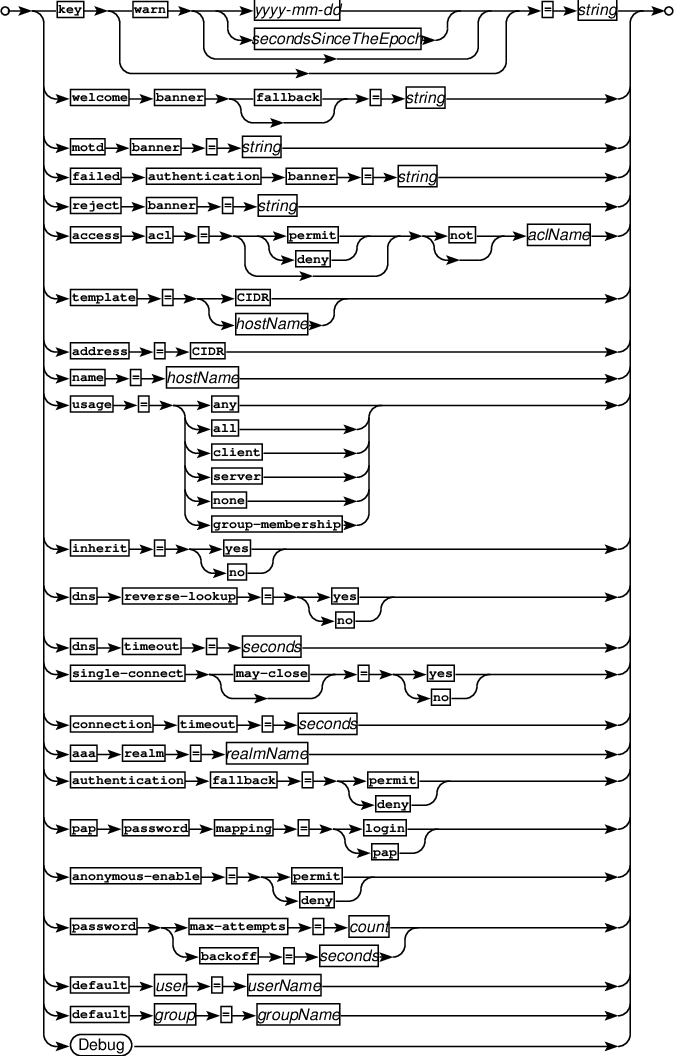 key warn yyyy-mm-dd = string
secondsSinceTheEpoch
welcome banner fallback = string
motd banner = string
failed authentication banner = string
reject banner = string
access acl = permit not aclName
deny
template = CIDR
hostName
address = CIDR
name = hostName
usage = any
all
client
server
none
group-membership
inherit = yes
no
dns reverse-lookup = yes
no
dns timeout = seconds
single-connect may-close = yes
no
connection timeout = seconds
aaa realm = realmName
authentication fallback = permit
deny
pap password mapping = login
pap
anonymous-enable = permit
deny
password max-attempts = count
backoff = seconds
default user = userName
default group = groupName
Debug